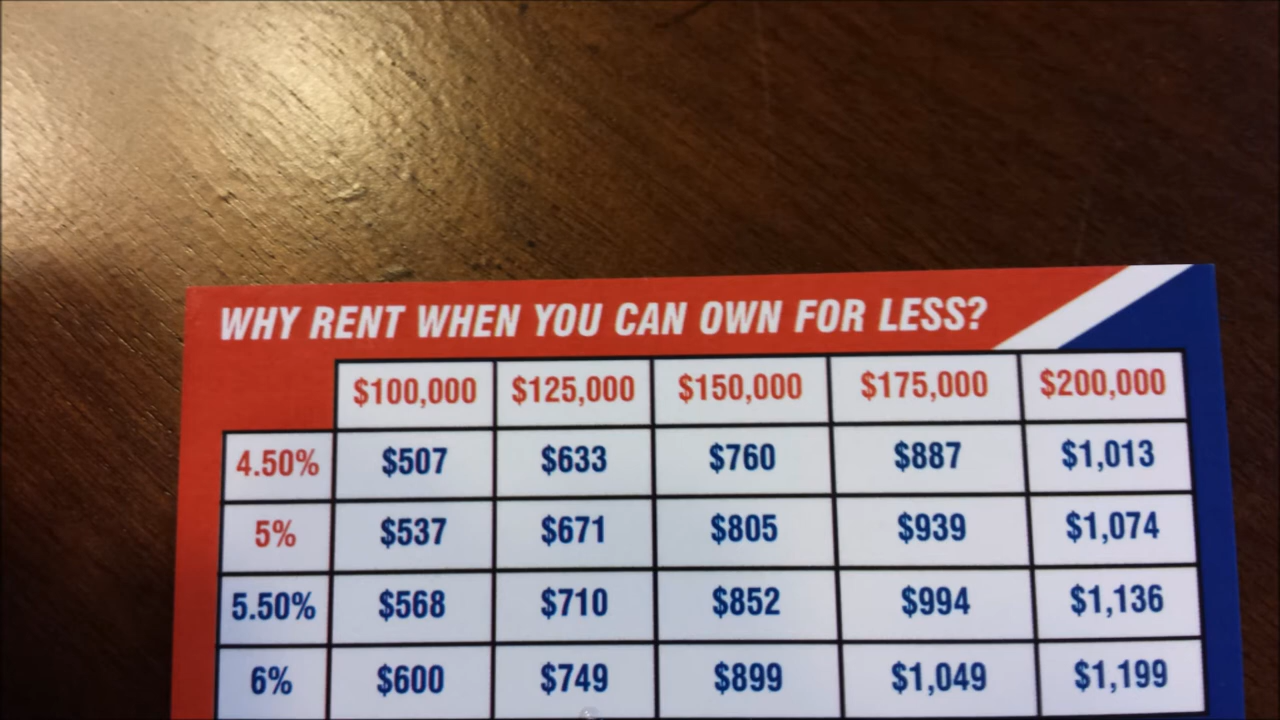 WHY RENT WHEN YOU CAN OWN FOR LESS?
$100,000 $125,000 $150,000 $175,000 $200,000
4.50% $507 $633 $760 $887 $1,013
5% $537 $671 $805 $939 $1,074
5.50% $568 $710 $852 $994 $1,136
6% $600 $749 $899 $1,049 $1,199